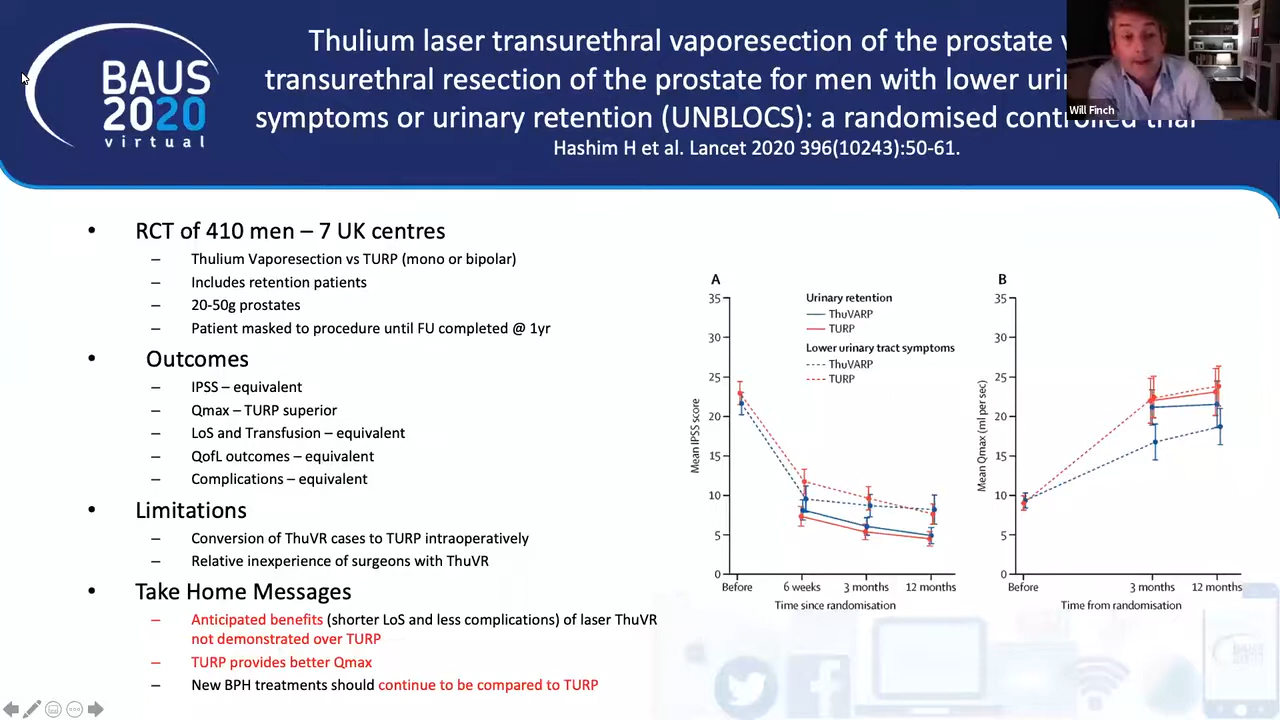 BAUS
2020
virtual
Thulium laser transurethral vaporesection of the prostate
transurethral resection of the prostate for men with lower
symptoms or urinary retention (UNBLOCS): a randomised controlled trial
Hashim H et al. Lancet 2020 396(10243):50-61.
Will Finch
• RCT of 410 men – 7 UK centres
– Thulium Vaporesection vs TURP (mono or bipolar)
– Includes retention patients
– 20-50g prostates
– Patient masked to procedure until FU completed @ 1yr
• Outcomes
– IPSS – equivalent
– Qmax – TURP superior
– LoS and Transfusion – equivalent
– QofL outcomes – equivalent
– Complications – equivalent
• Limitations
– Conversion of ThuVR cases to TURP intraoperatively
– Relative inexperience of surgeons with ThuVR
• Take Home Messages
– Anticipated benefits (shorter LoS and less complications) of laser ThuVR
not demonstrated over TURP
– TURP provides better Qmax
– New BPH treatments should continue to be compared to TURP
A
35
30
25
20
15
10
5
0
Mean IPSS score
Urinary retention
ThuVARP
TURP
Lower urinary tract symptoms
ThuVARP
TURP
Before 6 weeks 3 months 12 months
Time since randomisation
B
35
30
25
20
15
10
5
0
Mean Qmax (ml per sec)
Before 3 months 12 months
Time from randomisation